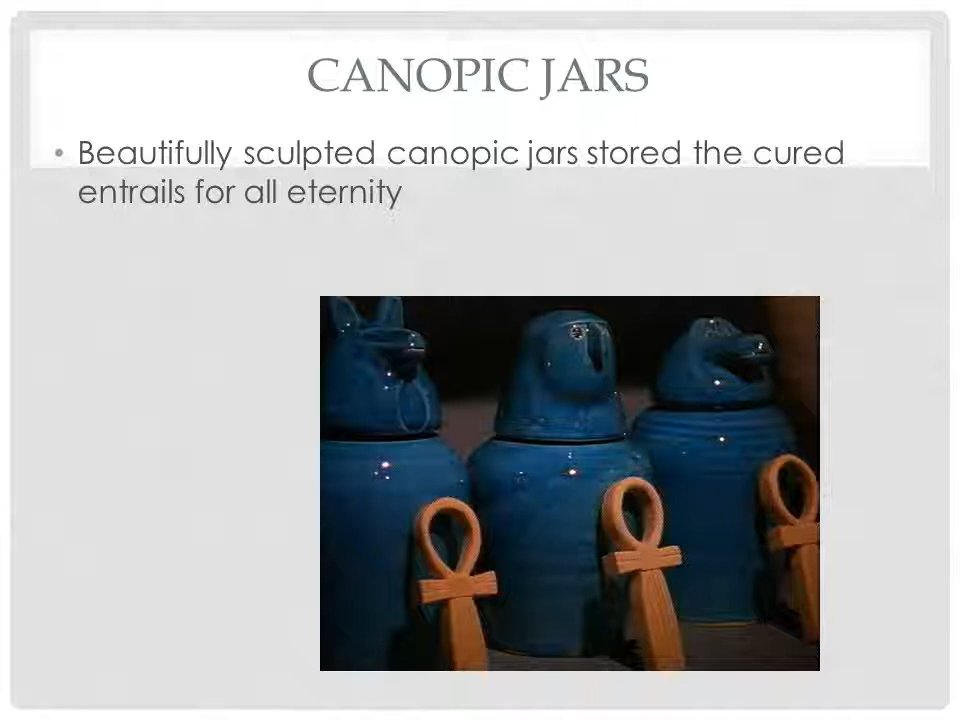 CANOPIC JARS
• Beautifully sculpted canopic jars stored the cured
entrails for all eternity